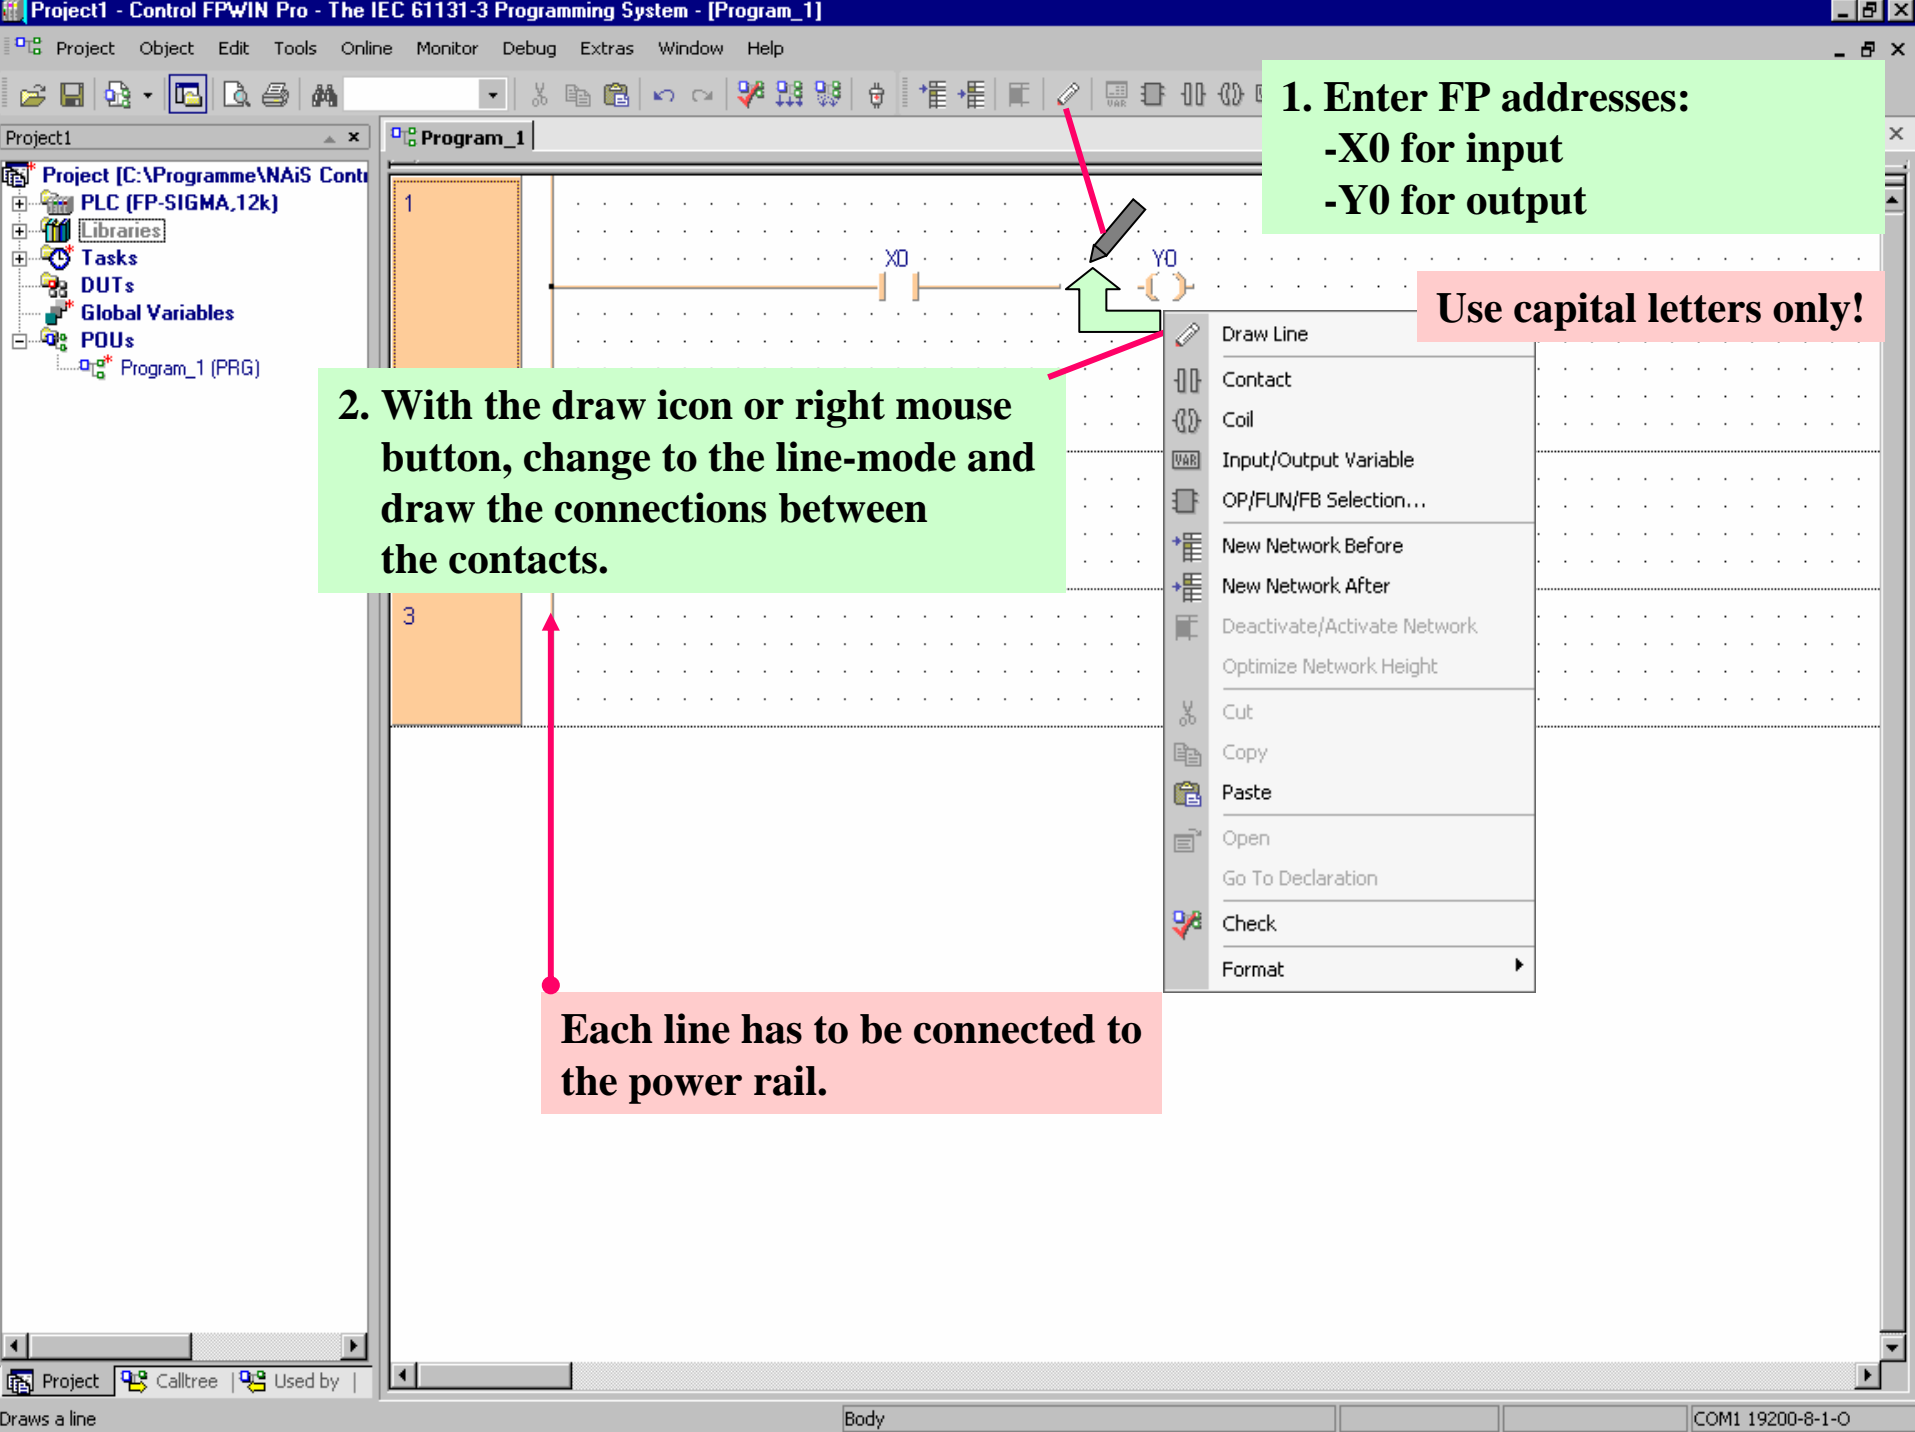 Project1 - Control FPWIN Pro - The IEC 61131-3 Programming System - [Program_1]
Project Object Edit Tools Online Monitor Debug Extras Window Help
1. Enter FP addresses:
-X0 for input
-Y0 for output
Project1
Program_1
Project [C:\Programme\NAiS Contr
PLC (FP-SIGMA,12k)
Libraries
Tasks
DUTs
Global Variables
POUs
Program_1 (PRG)
1
X0
Y0
Use capital letters only!
2. With the draw icon or right mouse
button, change to the line-mode and
draw the connections between
the contacts.
3
Draw Line
Contact
Coil
VAR Input/Output Variable
OP/FUN/FB Selection...
New Network Before
New Network After
Deactivate/Activate Network
Optimize Network Height
Cut
Copy
Paste
Open
Go To Declaration
Check
Format
Each line has to be connected to
the power rail.
Project Calltree Used by
Draws a line
Body
COM1 19200-8-1-O